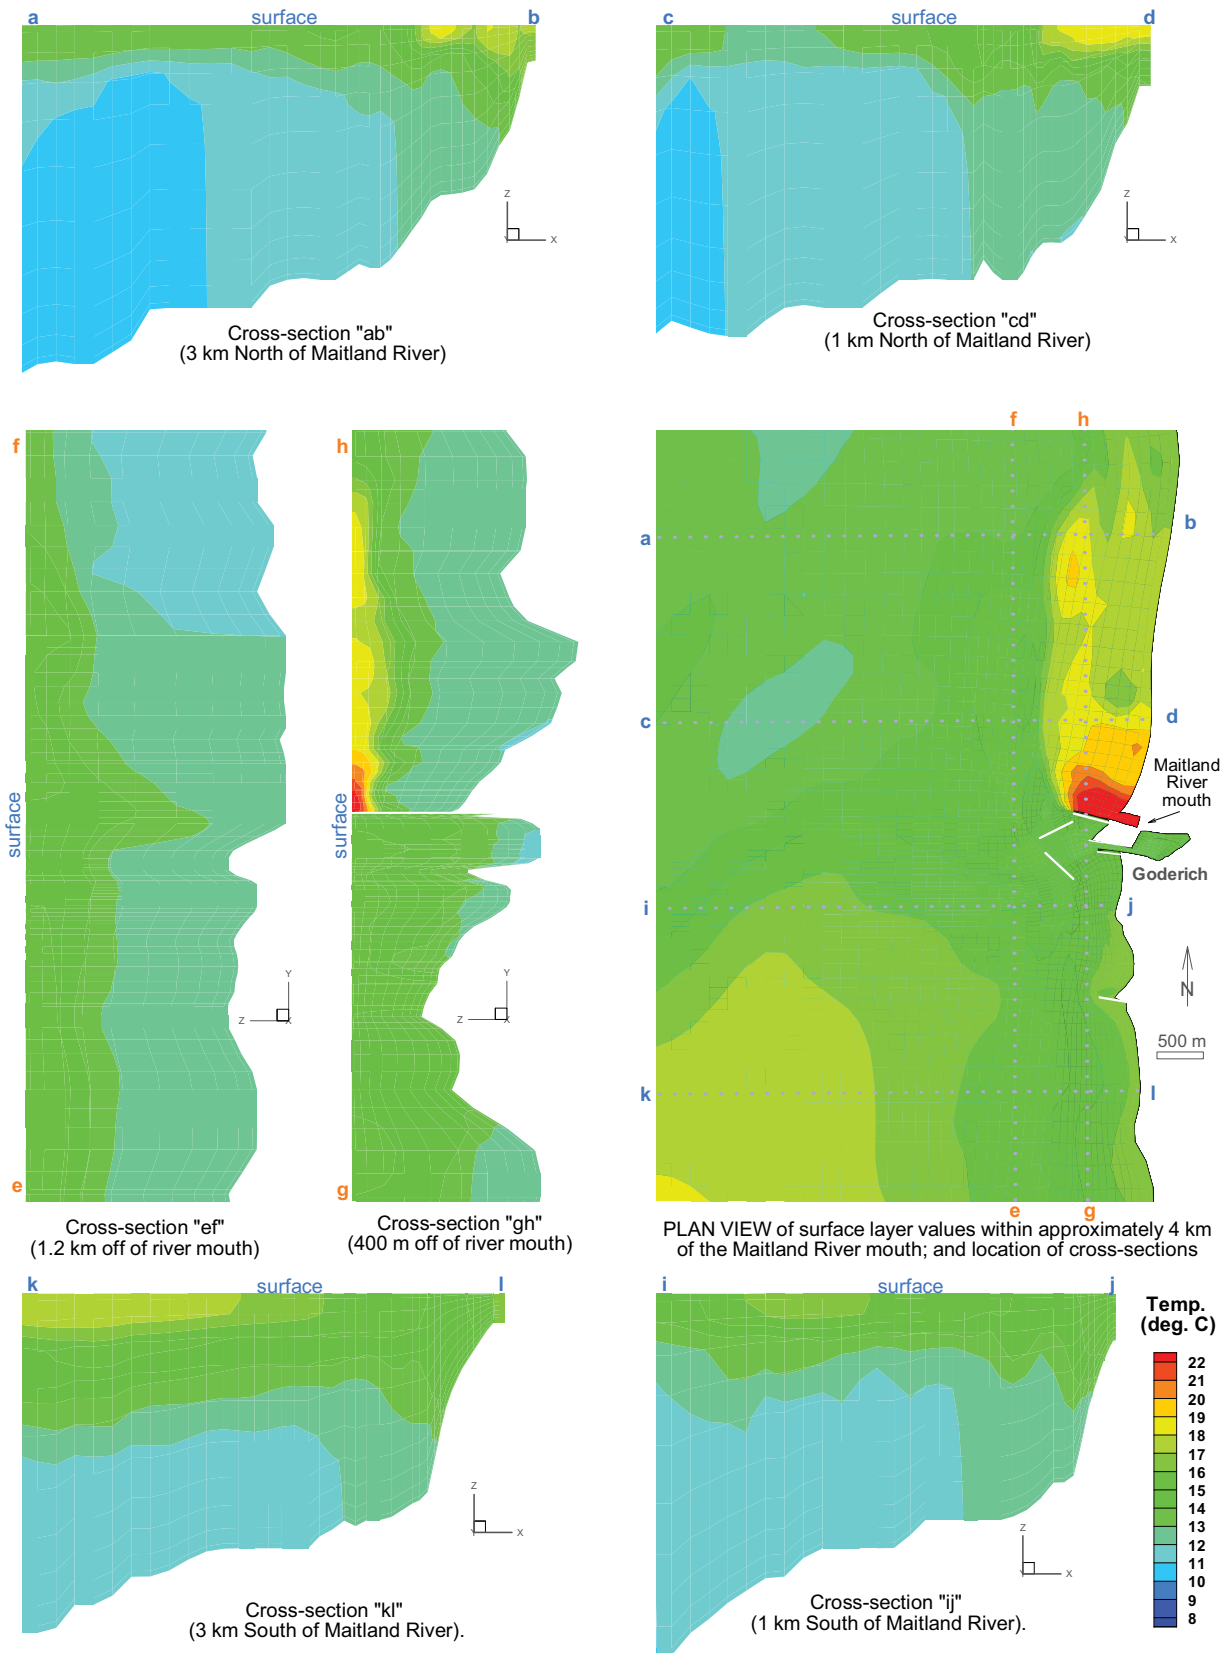 a surface b
c surface d
Z
X
Y
Z
X
Y
Cross-section "ab"
(3 km North of Maitland River)
Cross-section "cd"
(1 km North of Maitland River)
f
h
f h
a
b
c
d
Maitland
River
mouth
Goderich
i
j
N
500 m
k
l
e g
surface
surface
Y
Z
X
Y
Z
X
e
g
Cross-section "ef"
(1.2 km off of river mouth)
Cross-section "gh"
(400 m off of river mouth)
PLAN VIEW of surface layer values within approximately 4 km
of the Maitland River mouth; and location of cross-sections
k surface l
i surface j
Z
X
Y
Z
X
Y
Cross-section "kl"
(3 km South of Maitland River).
Cross-section "ij"
(1 km South of Maitland River).
Temp.
(deg. C)
22
21
20
19
18
17
16
15
14
13
12
11
10
9
8